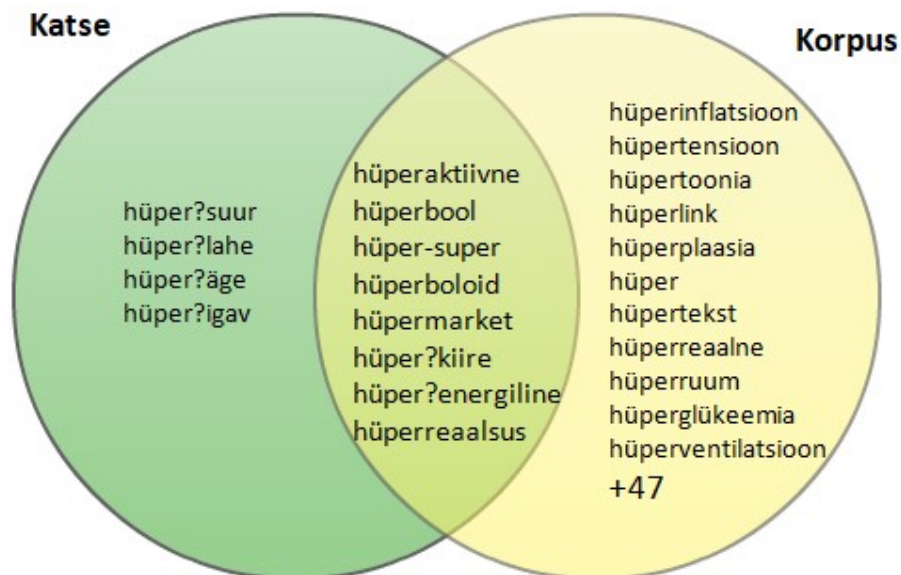 Katse
Korpus
hüper?suur
hüper?lahe
hüper?äge
hüper?igav
hüperaktiivne
hüperbool
hüper-super
hüperboloid
hüpermarket
hüper?kiire
hüper?energiline
hüperreaalsus
hüperinflatsioon
hüpertensioon
hüpertoonia
hüperlink
hüperplaasia
hüper
hüpertekst
hüperreaalne
hüperruum
hüperglükeemia
hüperventilatsioon
+47